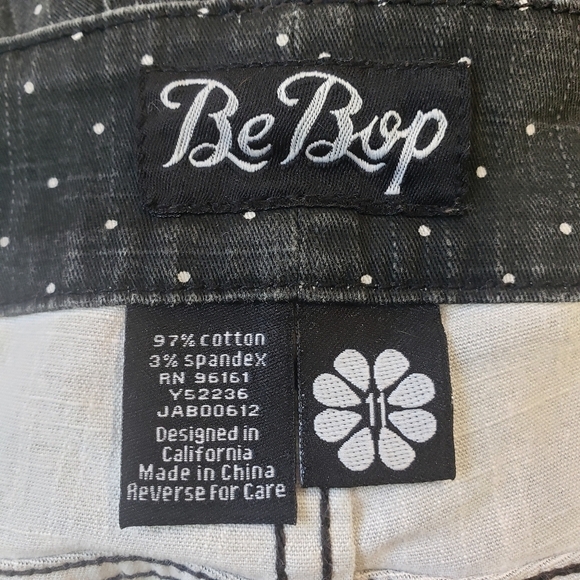 Be Bop
97% cotton
3% spandex
RN 96161
Y52236
JAB00612
Designed in
California
Made in China
Reverse For Care
11